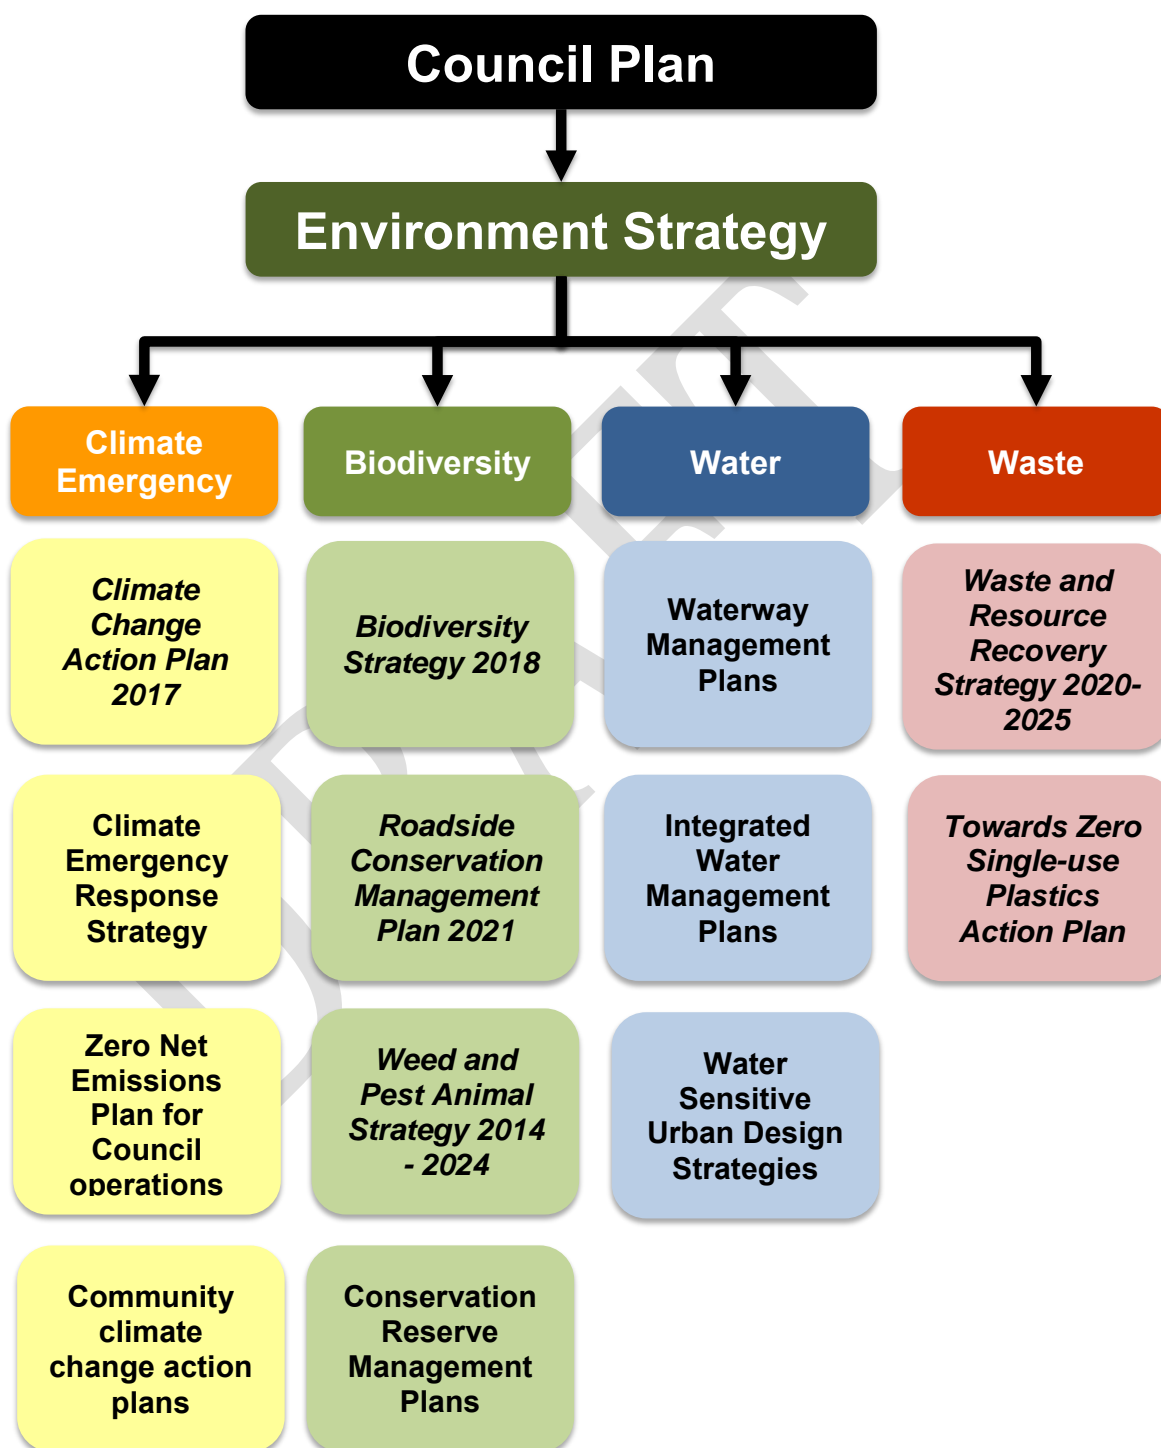 Council Plan
Environment Strategy
Climate
Emergency
Biodiversity
Water
Waste
Climate
Change
Action Plan
2017
Biodiversity
Strategy 2018
Waterway
Management
Plans
Waste and
Resource
Recovery
Strategy 2020-
2025
Climate
Emergency
Response
Strategy
Roadside
Conservation
Management
Plan 2021
Integrated
Water
Management
Plans
Towards Zero
Single-use
Plastics
Action Plan
Zero Net
Emissions
Plan for
Council
operations
Weed and
Pest Animal
Strategy 2014
- 2024
Water
Sensitive
Urban Design
Strategies
Community
climate
change action
plans
Conservation
Reserve
Management
Plans
DRAFT